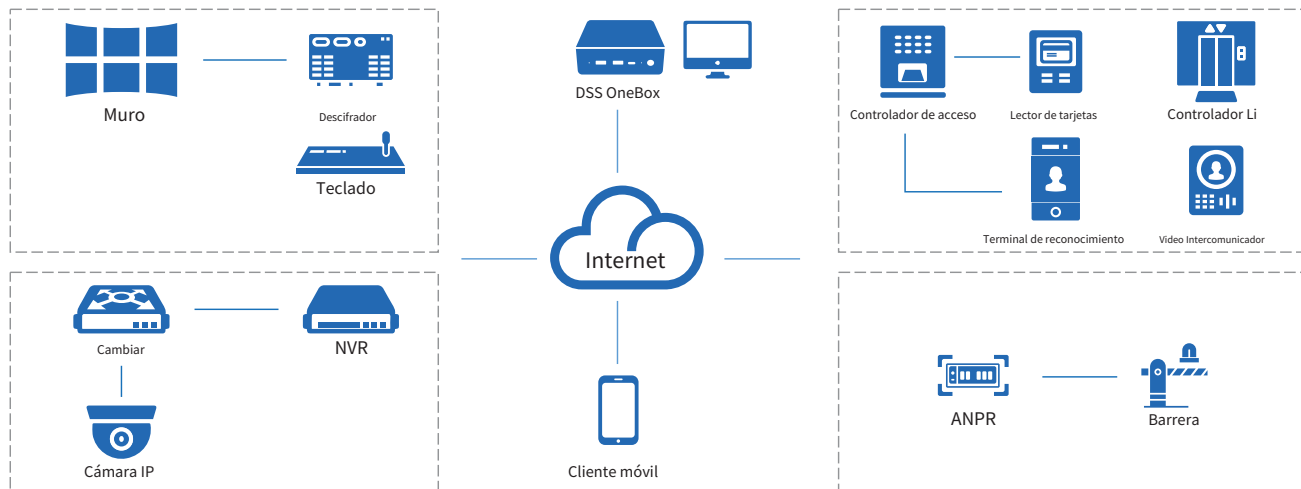 Muro
Descifrador
Teclado
DSS OneBox
Controlador de acceso
Lector de tarjetas
Controlador Li
Terminal de reconocimiento
Video Intercomunicador
Internet
Cambiar
NVR
Cámara IP
Cliente móvil
ANPR
Barrera